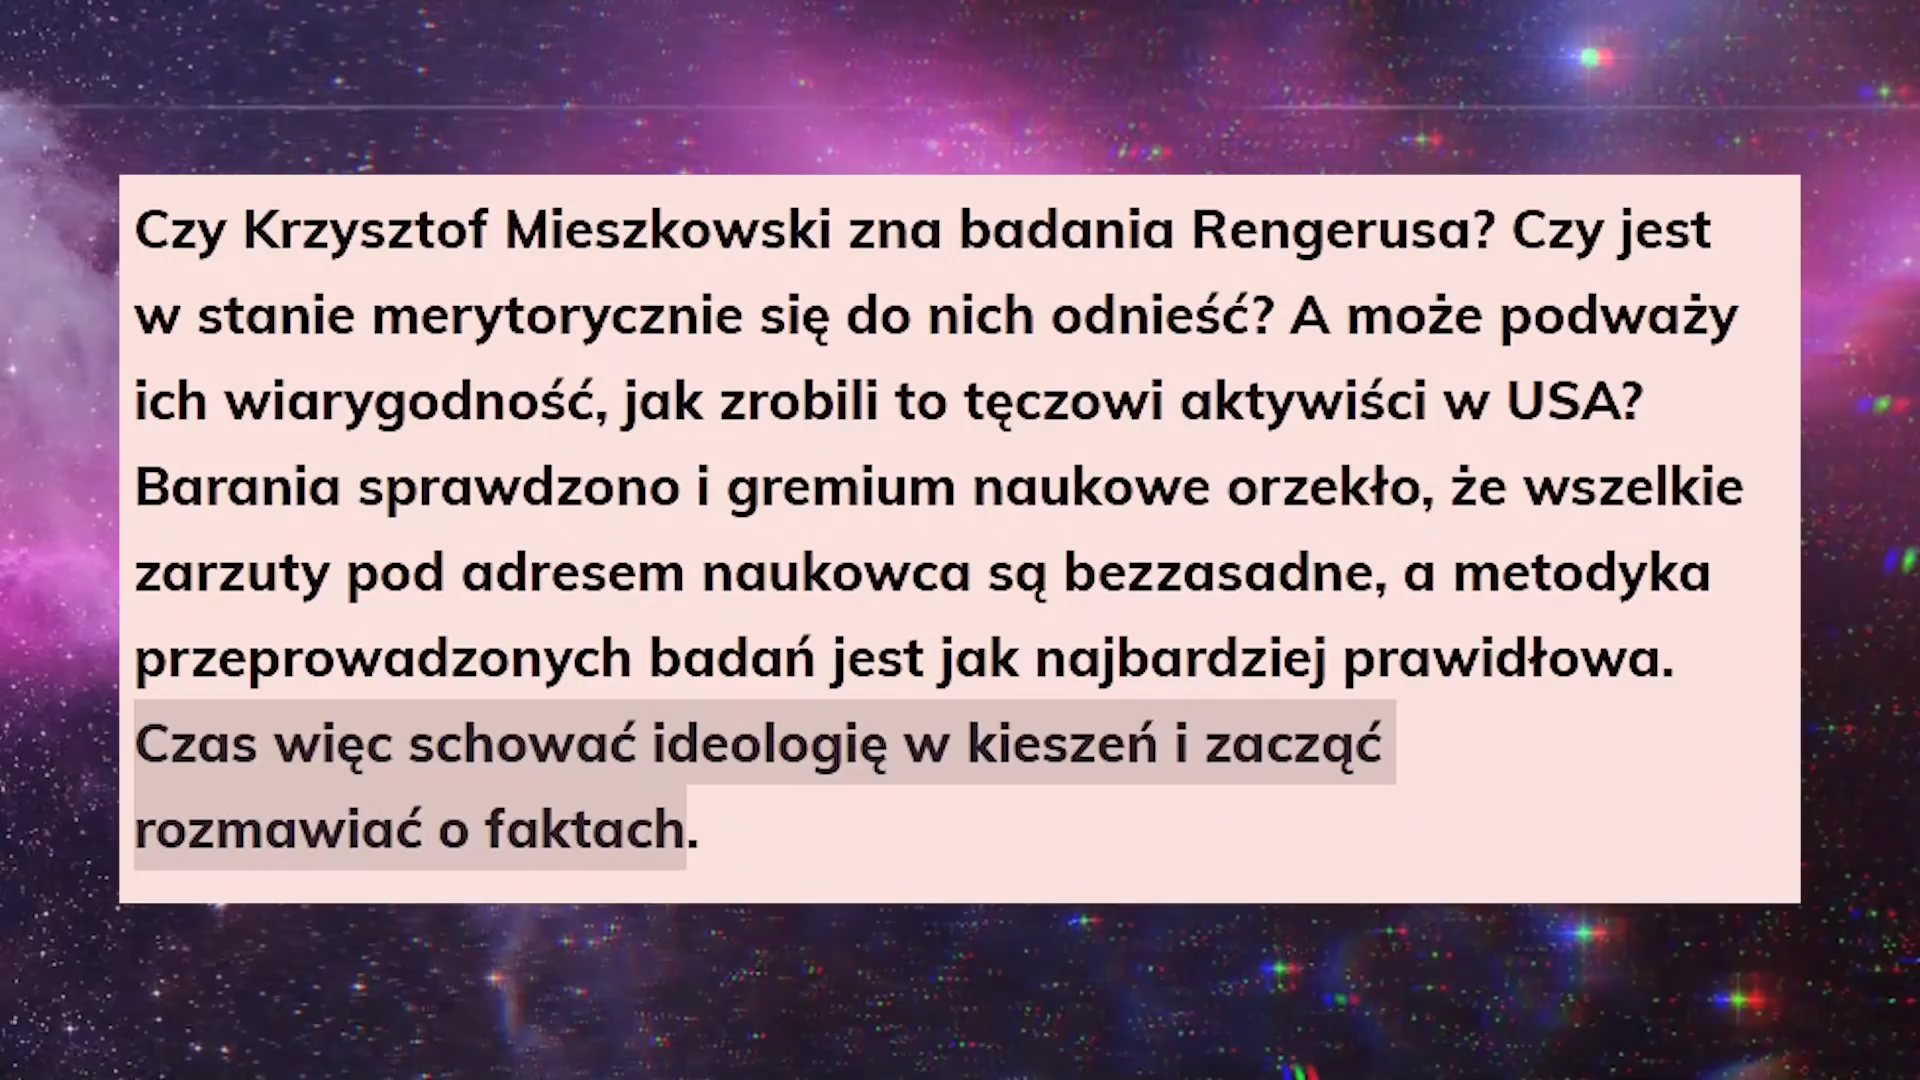 Czy Krzysztof Mieszkowski zna badania Rengerusa? Czy jest
w stanie merytorycznie się do nich odnieść? A może podważy
ich wiarygodność, jak zrobili to tęczowi aktywiści w USA?
Barania sprawdzono i gremium naukowe orzekło, że wszelkie
zarzuty pod adresem naukowca są bezzasadne, a metodyka
przeprowadzonych badań jest jak najbardziej prawidłowa.
Czas więc schować ideologię w kieszeń i zacząć
rozmawiać o faktach.